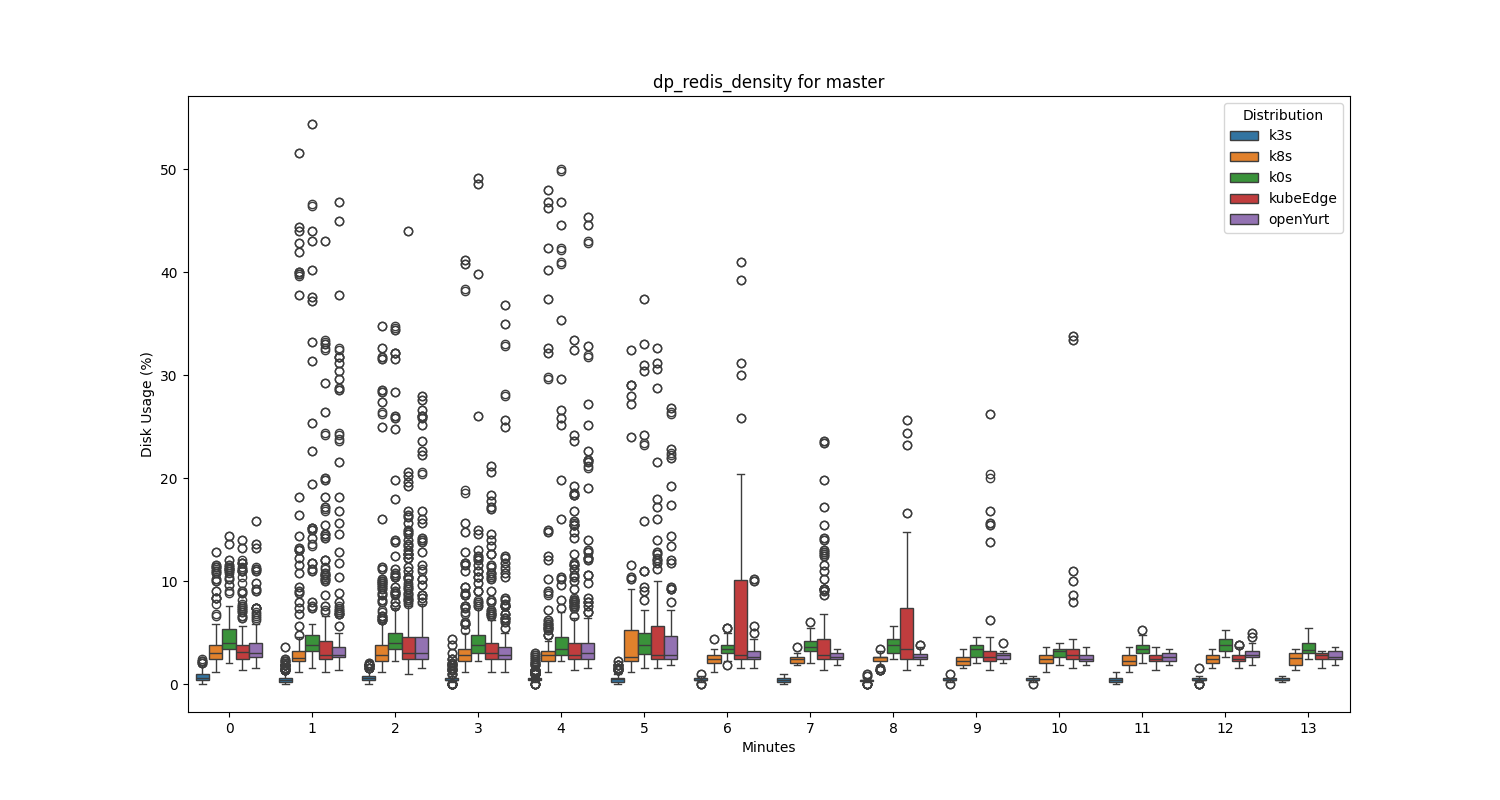 dp_redis_density for master
Distribution
k3s
k8s
k0s
kubeEdge
openYurt
Disk Usage (%)
50
40
30
20
10
0
0 1 2 3 4 5 6 7 8 9 10 11 12 13
Minutes